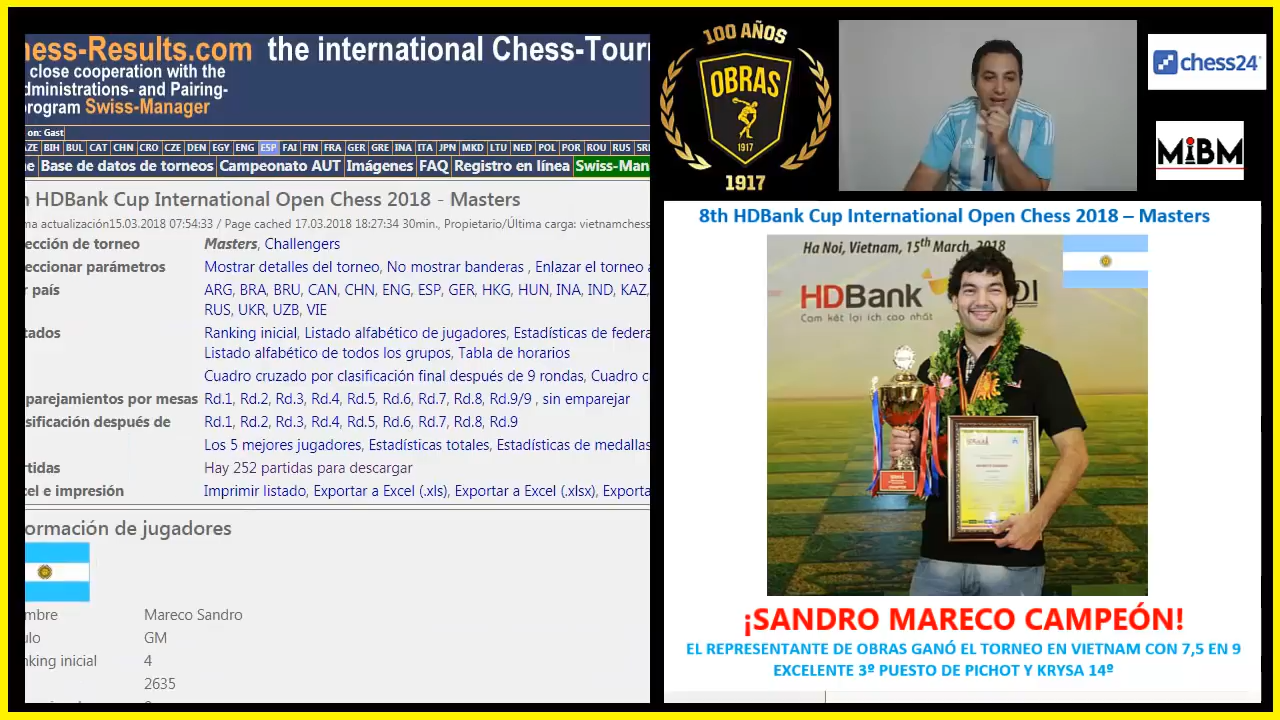 ness-Results.com the international Chess-Tourn
close cooperation with the
dministrations- and Pairing-
program Swiss-Manager
on: Gast
AZE BIH BUL CAT CHN CRO CZE DEN EGY ENG ESP FAI FIN FRA GER GRE INA ITA JPN MKD LTU NED POL POR ROU RUS SR
ne Base de datos de torneos Campeonato AUT Imágenes FAQ Registro en línea Swiss-Man
h HDBank Cup International Open Chess 2018 - Masters
ma actualización15.03.2018 07:54:33 / Page cached 17.03.2018 18:27:34 30min., Propietario/Última carga: vietnamchess
ección de torneo Masters, Challengers
eccionar parámetros Mostrar detalles del torneo, No mostrar banderas , Enlazar el torneo a
r país ARG, BRA, BRU, CAN, CHN, ENG, ESP, GER, HKG, HUN, INA, IND, KAZ,
RUS, UKR, UZB, VIE
tados Ranking inicial, Listado alfabético de jugadores, Estadísticas de federa
Listado alfabético de todos los grupos, Tabla de horarios
Cuadro cruzado por clasificación final después de 9 rondas, Cuadro c
parejamientos por mesas Rd.1, Rd.2, Rd.3, Rd.4, Rd.5, Rd.6, Rd.7, Rd.8, Rd.9/9 , sin emparejar
sificación después de Rd.1, Rd.2, Rd.3, Rd.4, Rd.5, Rd.6, Rd.7, Rd.8, Rd.9
Los 5 mejores jugadores, Estadísticas totales, Estadísticas de medallas
rtidas Hay 252 partidas para descargar
cel e impresión Imprimir listado, Exportar a Excel (.xls), Exportar a Excel (.xlsx), Exporta
ormación de jugadores
mbre Mareco Sandro
ulo GM
nking inicial 4
2635
100 AÑOS
OBRAS
1917
1917
11
chess24
MiBM
8th HDBank Cup International Open Chess 2018 – Masters
Ha Noi, Vietnam, 15th March, 2018
HDBank
Cam kết lợi ích cao nhất
¡SANDRO MARECO CAMPEÓN!
EL REPRESENTANTE DE OBRAS GANÓ EL TORNEO EN VIETNAM CON 7,5 EN 9
EXCELENTE 3º PUESTO DE PICHOT Y KRYSA 14º